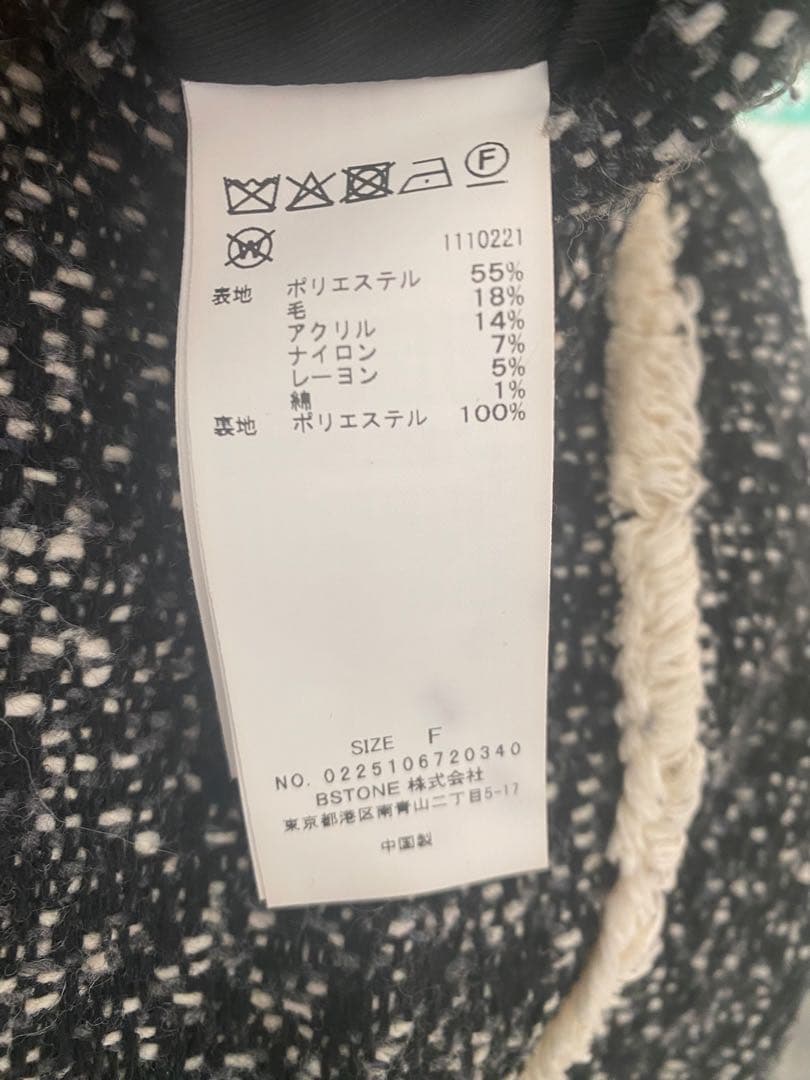 F
W
1110221
表地 ポリエステル 55%
毛 18%
アクリル 14%
ナイロン 7%
レーヨン 5%
綿 1%
裏地 ポリエステル 100%
SIZE F
NO. 0225106720340
BSTONE 株式会社
東京都港区南青山二丁目5-17
中国製